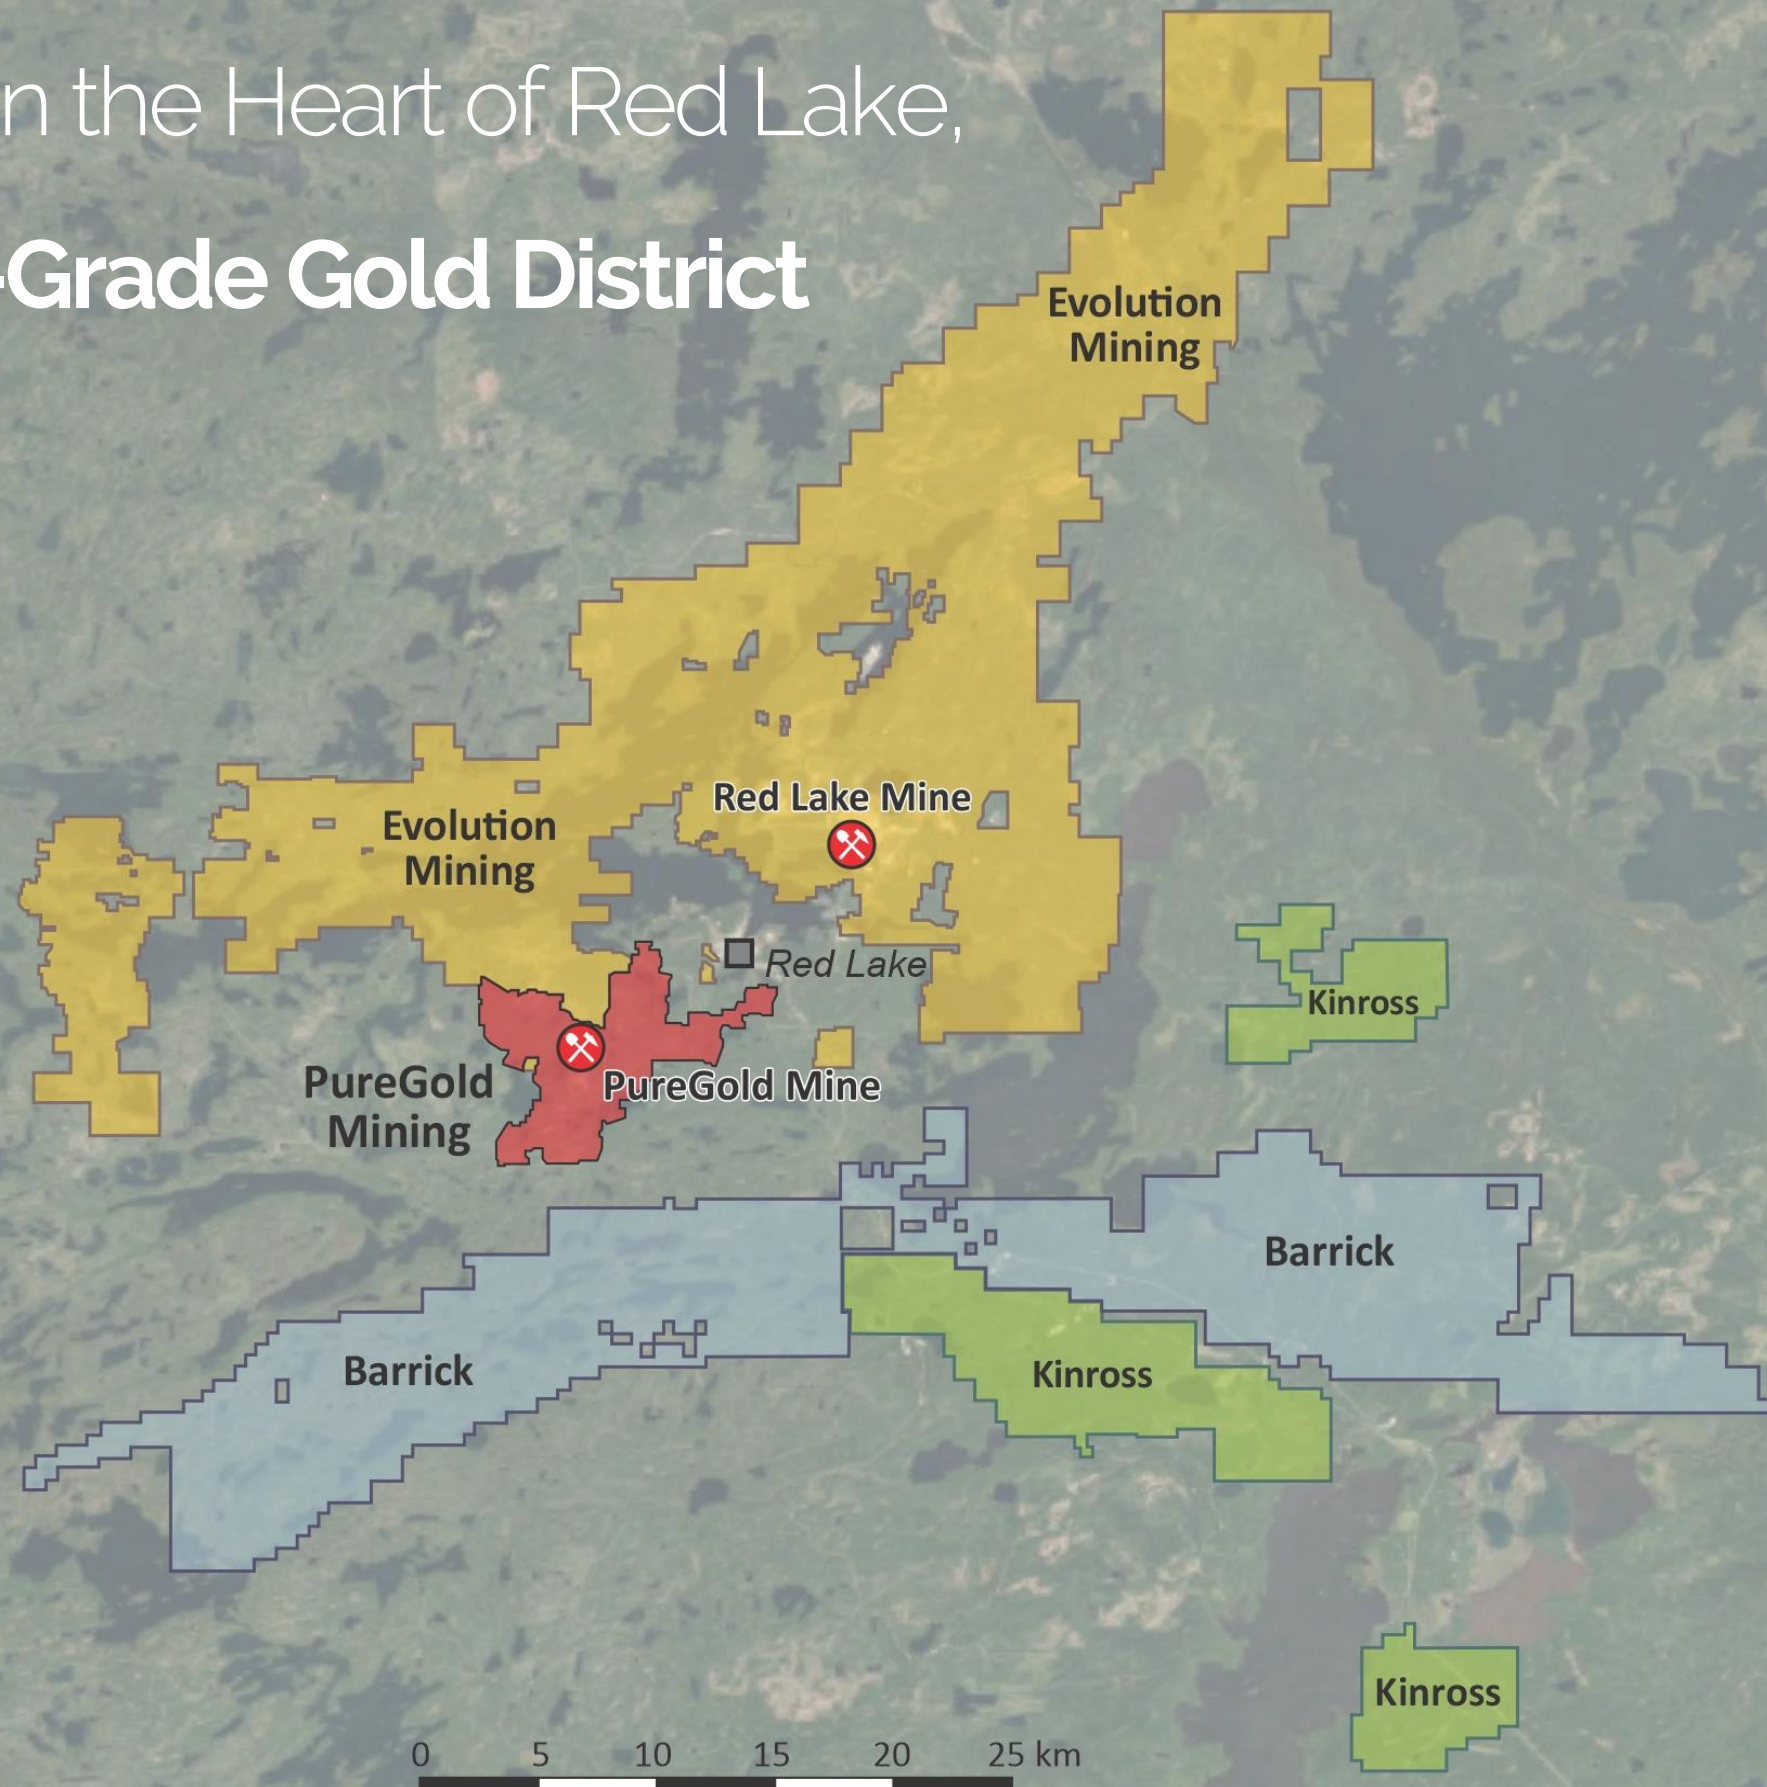 n the Heart of Red Lake,
-Grade Gold District
Evolution
Mining
Red Lake Mine
Evolution
Mining
Red Lake
Kinross
PureGold
Mining
PureGold Mine
Barrick
Barrick
Kinross
Kinross
0 5 10 15 20 25 km